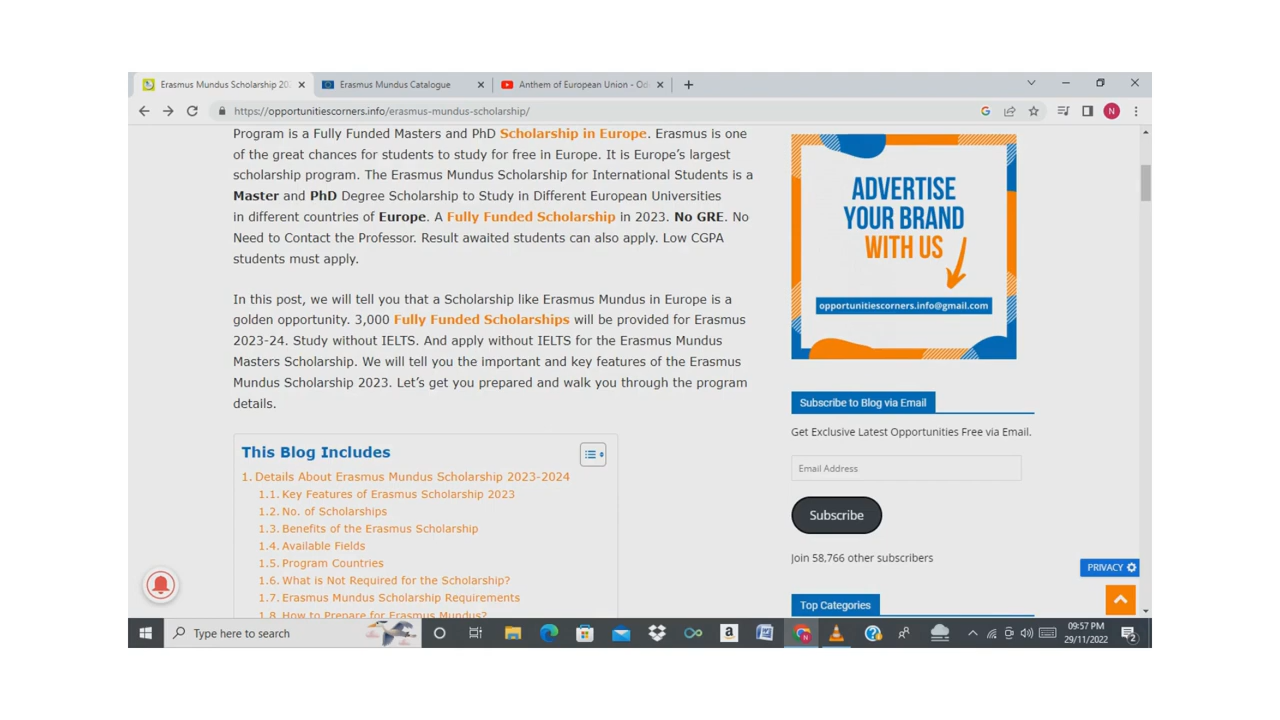 Erasmus Mundus Scholarship 202
Erasmus Mundus Catalogue
Anthem of European Union - Od
https://opportunitiescorners.info/erasmus-mundus-scholarship/
N
Program is a Fully Funded Masters and PhD Scholarship in Europe. Erasmus is one
of the great chances for students to study for free in Europe. It is Europe's largest
scholarship program. The Erasmus Mundus Scholarship for International Students is a
Master and PhD Degree Scholarship to Study in Different European Universities
in different countries of Europe. A Fully Funded Scholarship in 2023. No GRE. No
Need to Contact the Professor. Result awaited students can also apply. Low CGPA
students must apply.
In this post, we will tell you that a Scholarship like Erasmus Mundus in Europe is a
golden opportunity. 3,000 Fully Funded Scholarships will be provided for Erasmus
2023-24. Study without IELTS. And apply without IELTS for the Erasmus Mundus
Masters Scholarship. We will tell you the important and key features of the Erasmus
Mundus Scholarship 2023. Let's get you prepared and walk you through the program
details.
This Blog Includes
1. Details About Erasmus Mundus Scholarship 2023-2024
1.1. Key Features of Erasmus Scholarship 2023
1.2. No. of Scholarships
1.3. Benefits of the Erasmus Scholarship
1.4. Available Fields
1.5. Program Countries
1.6. What is Not Required for the Scholarship?
1.7. Erasmus Mundus Scholarship Requirements
1.8. How to Prepare for Erasmus Mundus?
ADVERTISE
YOUR BRAND
WITH US
opportunitiescorners.info@gmail.com
Subscribe to Blog via Email
Get Exclusive Latest Opportunities Free via Email.
Email Address
Subscribe
Join 58,766 other subscribers
PRIVACY
Top Categories
Type here to search
09:57 PM
29/11/2022
2